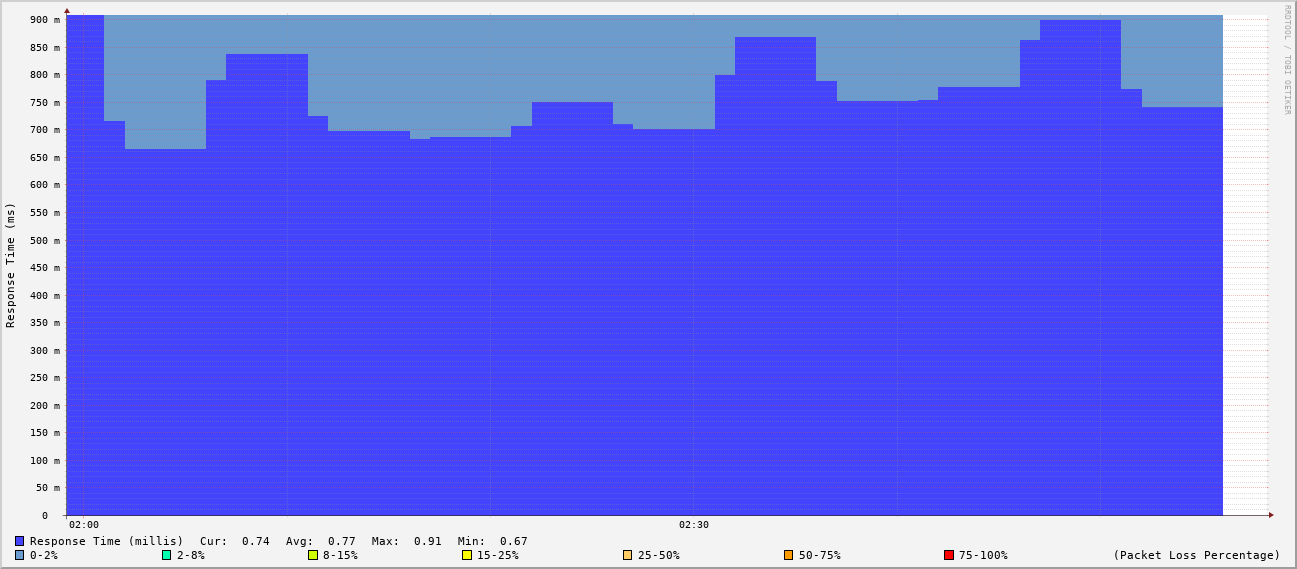 RRDTOOL / TOBI OETIKER
Response Time (ms)
900 m
850 m
800 m
750 m
700 m
650 m
600 m
550 m
500 m
450 m
400 m
350 m
300 m
250 m
200 m
150 m
100 m
50 m
0
02:00 02:30
Response Time (millis) Cur: 0.74 Avg: 0.77 Max: 0.91 Min: 0.67
0-2% 2-8% 8-15% 15-25% 25-50% 50-75% 75-100% (Packet Loss Percentage)